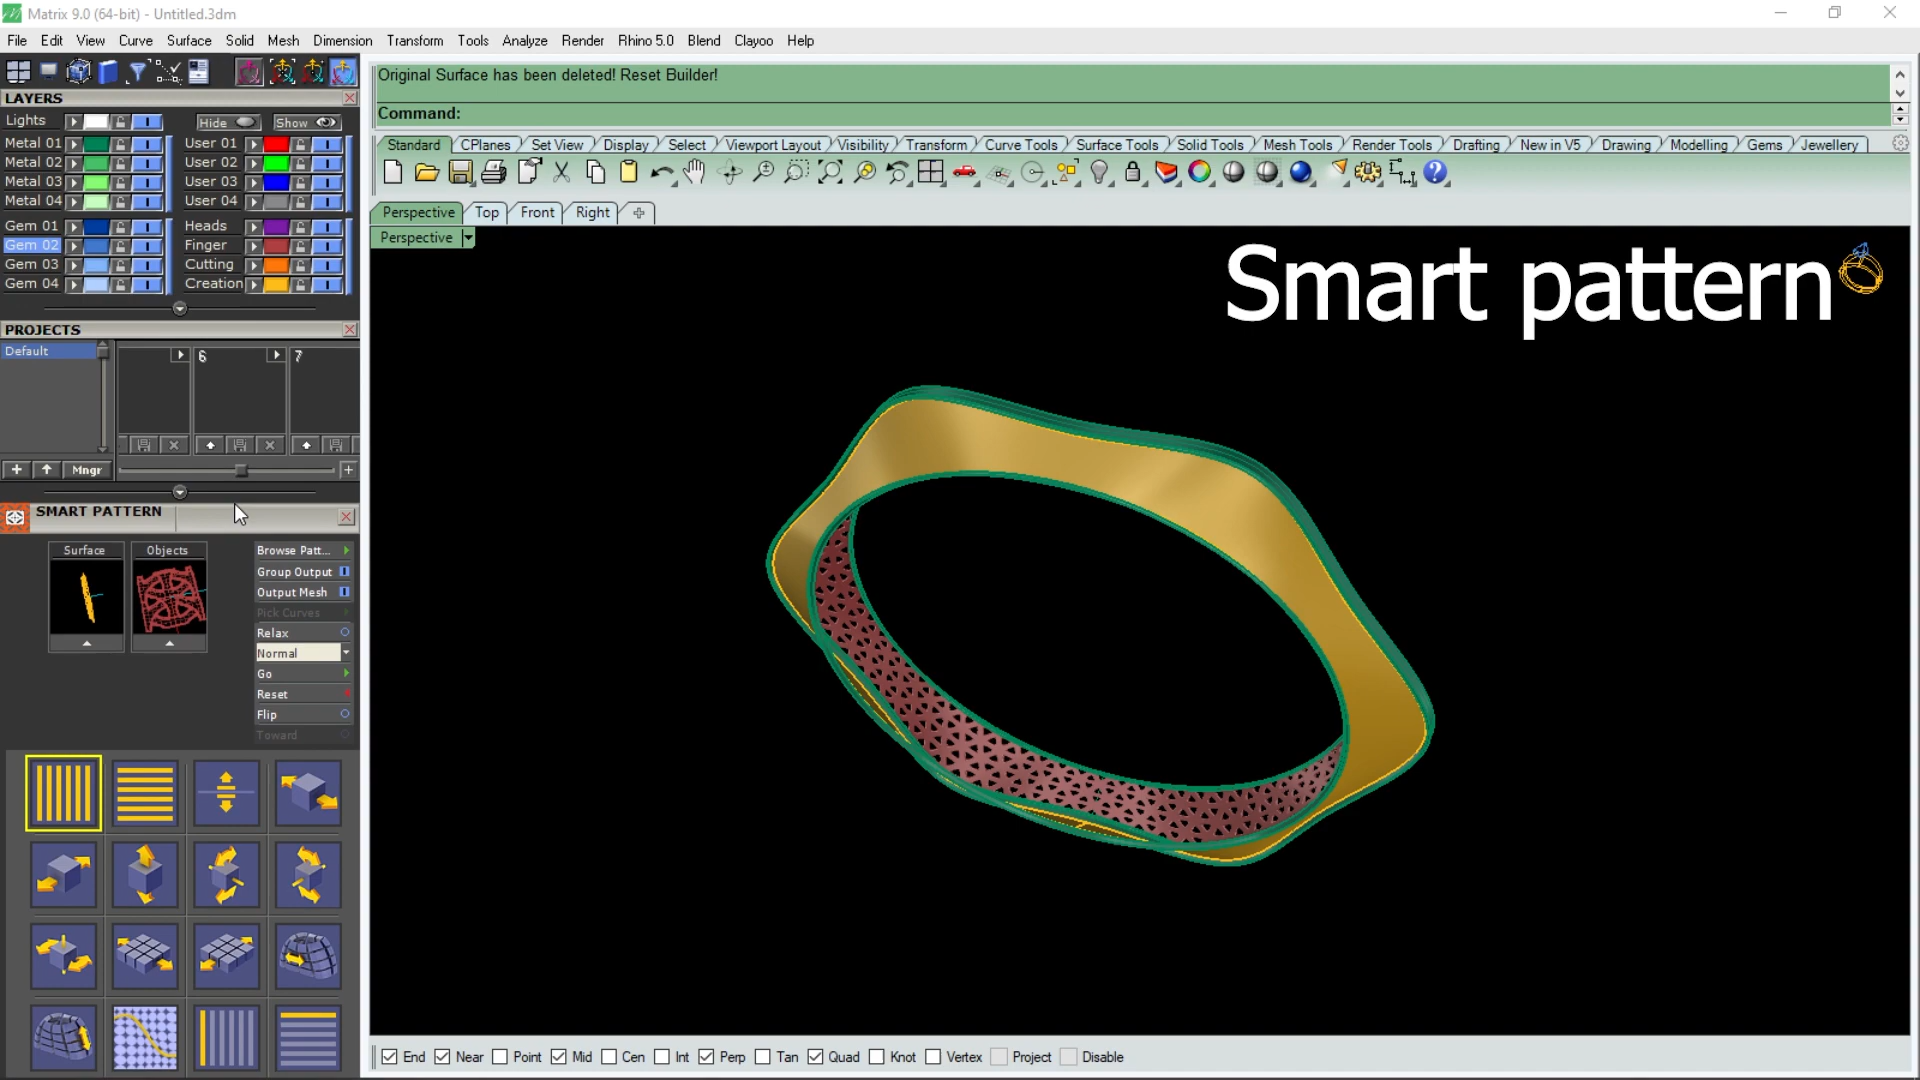 Matrix 9.0 (64-bit) - Untitled.3dm
File Edit View Curve Surface Solid Mesh Dimension Transform Tools Analyze Render Rhino 5.0 Blend Clayoo Help
LAYERS
Lights Hide Show
Metal 01 User 01
Metal 02 User 02
Metal 03 User 03
Metal 04 User 04
Gem 01 Heads
Gem 02 Finger
Gem 03 Cutting
Gem 04 Creation
PROJECTS
Default
6 7
Mngr
SMART PATTERN
Surface Objects
Browse Patt...
Group Output
Output Mesh
Pick Curves
Relax
Normal
Go
Reset
Flip
Toward
Original Surface has been deleted! Reset Builder!
Command:
Standard CPlanes Set View Display Select Viewport Layout Visibility Transform Curve Tools Surface Tools Solid Tools Mesh Tools Render Tools Drafting New in V5 Drawing Modelling Gems Jewellery
Perspective Top Front Right
Perspective
Smart pattern
End Near Point Mid Cen Int Perp Tan Quad Knot Vertex Project Disable